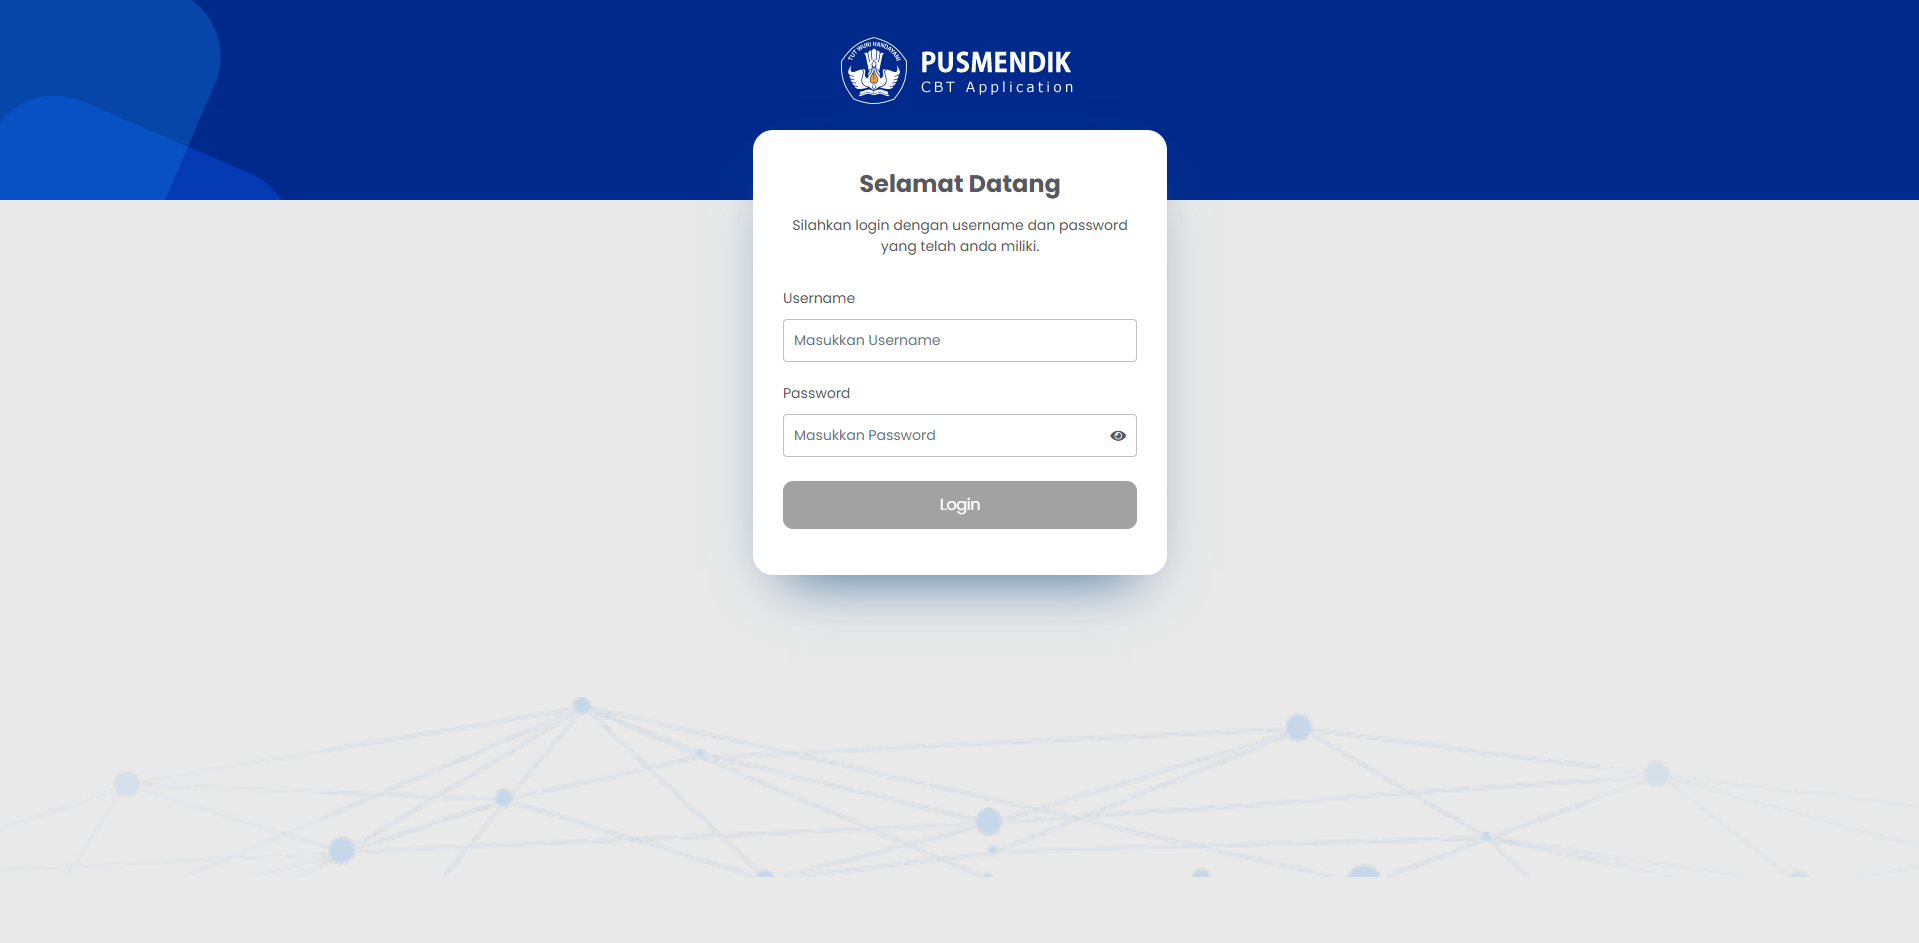 TUT WURI HANDAYANI
PUSMENDIK
CBT Application
Selamat Datang
Silahkan login dengan username dan password
yang telah anda miliki.
Username
Masukkan Username
Password
Masukkan Password
Login